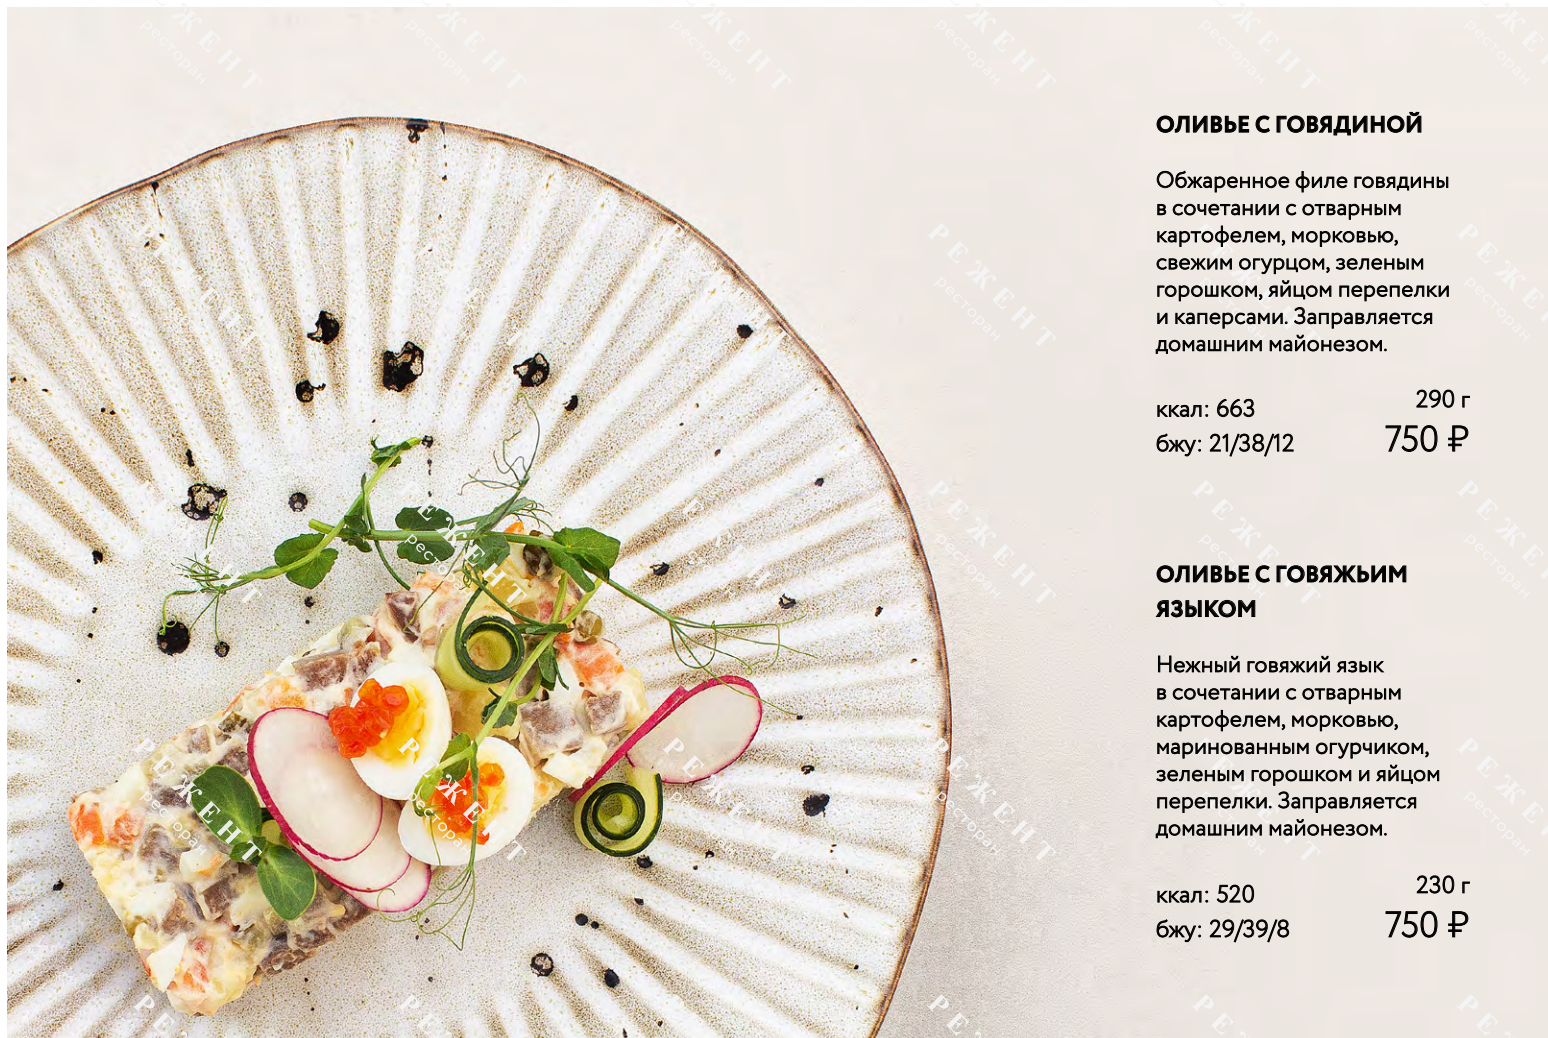 ОЛИВЬЕ С ГОВЯДИНОЙ
Обжаренное филе говядины
в сочетании с отварным
картофелем, морковью,
свежим огурцом, зеленым
горошком, яйцом перепелки
и каперсами. Заправляется
домашним майонезом.
290 г
ккал: 663
750 ₽
бжу: 21/38/12
ОЛИВЬЕ С ГОВЯЖЬИМ
ЯЗЫКОМ
Нежный говяжий язык
в сочетании с отварным
картофелем, морковью,
маринованным огурчиком,
зеленым горошком и яйцом
перепелки. Заправляется
домашним майонезом.
230 г
ккал: 520
750 ₽
бжу: 29/39/8
РЕЖЕНТ
ресторан